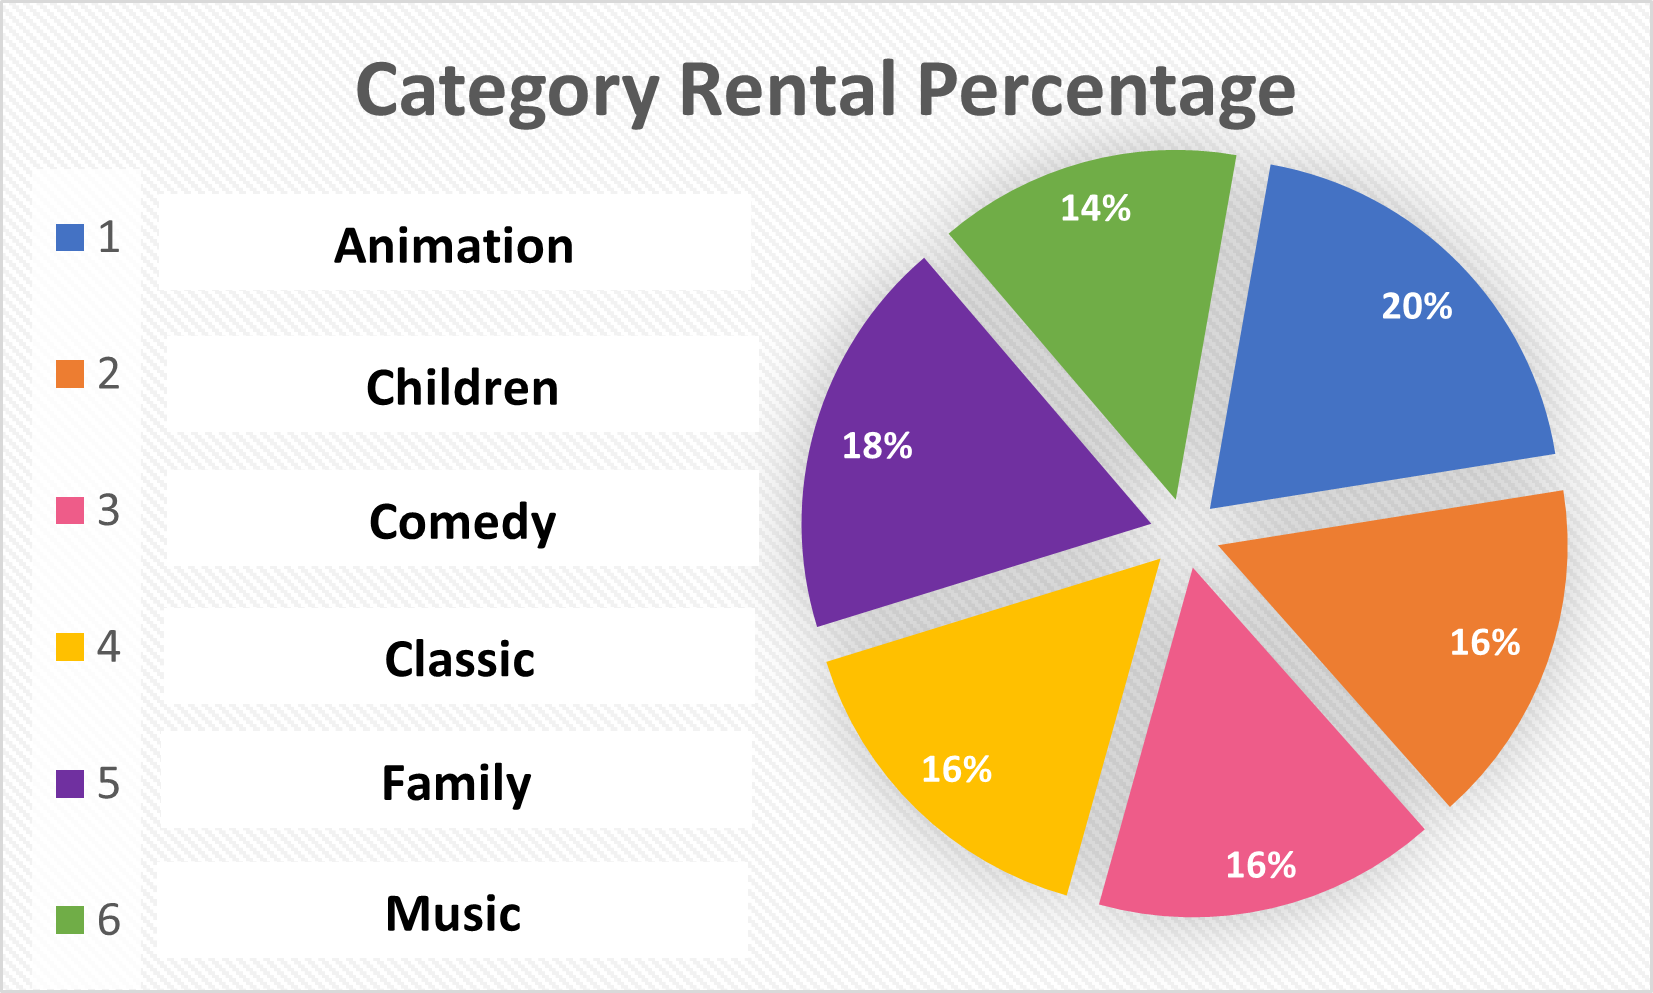 Category Rental Percentage
1 Animation
2 Children
3 Comedy
4 Classic
5 Family
6 Music
14%
20%
18%
16%
16%
16%